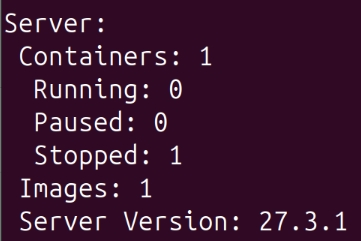 Server:
 Containers: 1
  Running: 0
  Paused: 0
  Stopped: 1
 Images: 1
 Server Version: 27.3.1